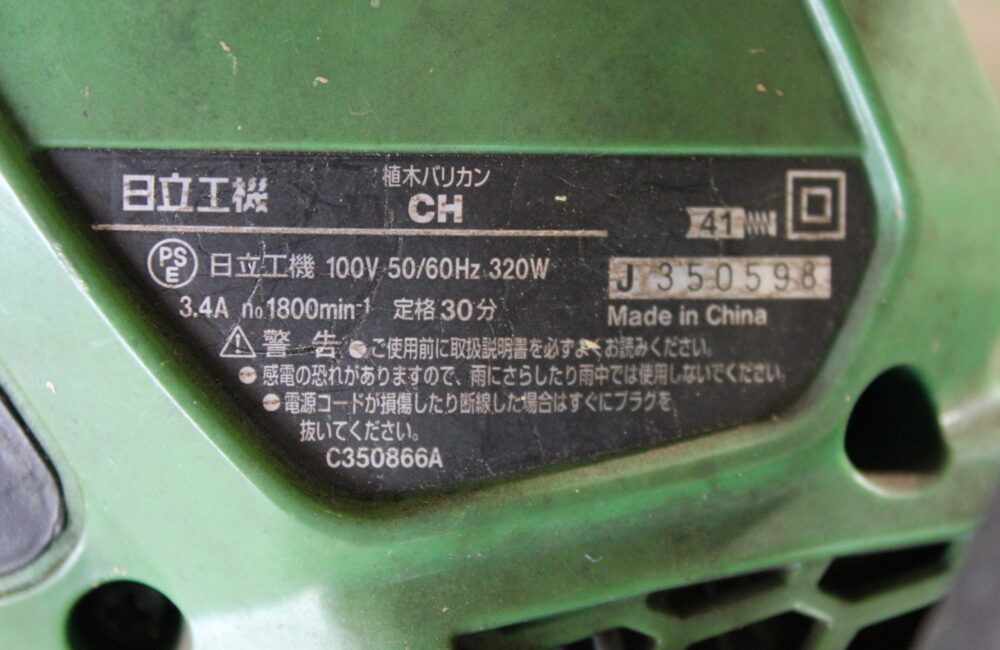 日立工機
植木バリカン
CH
41
PS
E
日立工機 100V 50/60Hz 320W
J350598
3.4A n₀1800min⁻¹ 定格30分
Made in China
⚠警告 ●ご使用前に取扱説明書を必ずよくお読みください。
●感電の恐れがありますので、雨にさらしたり雨中では使用しないでください。
●電源コードが損傷したり断線した場合はすぐにプラグを
抜いてください。
C350866A